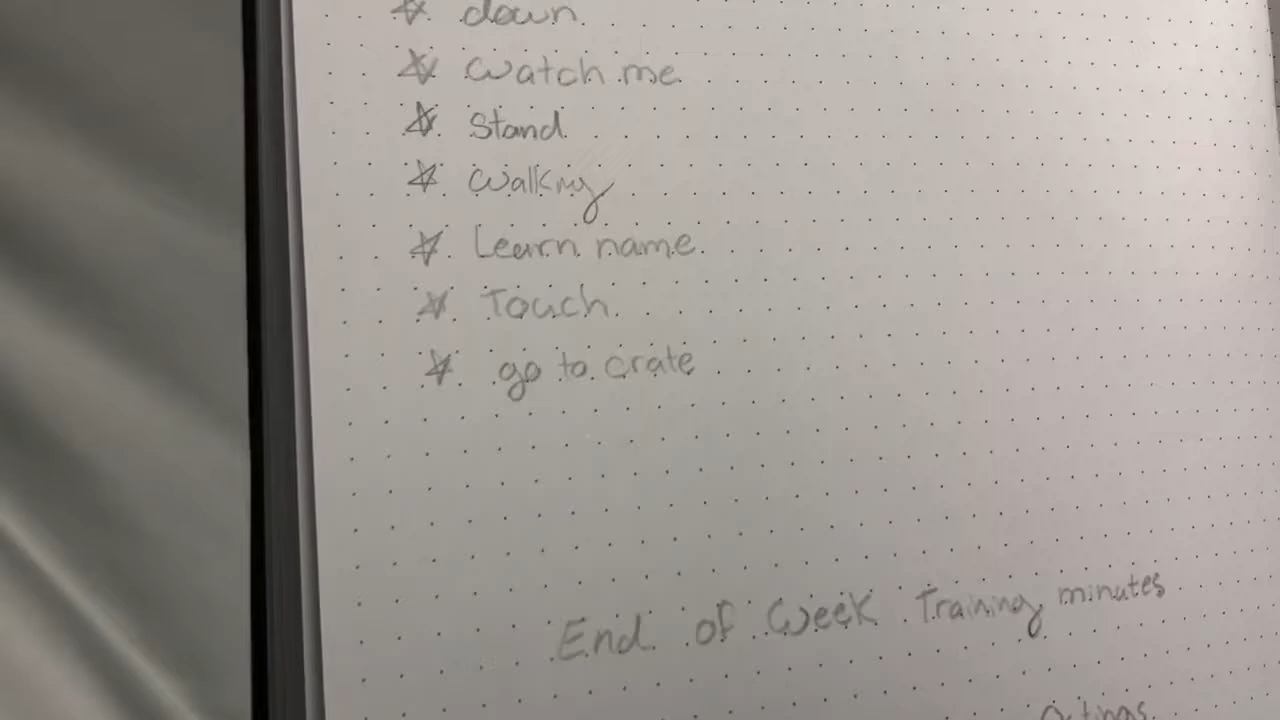 ☆ down
☆ Watch me
☆ Stand
☆ Walking
☆ Learn name
☆ Touch
☆ go to crate
End of Week Training minutes